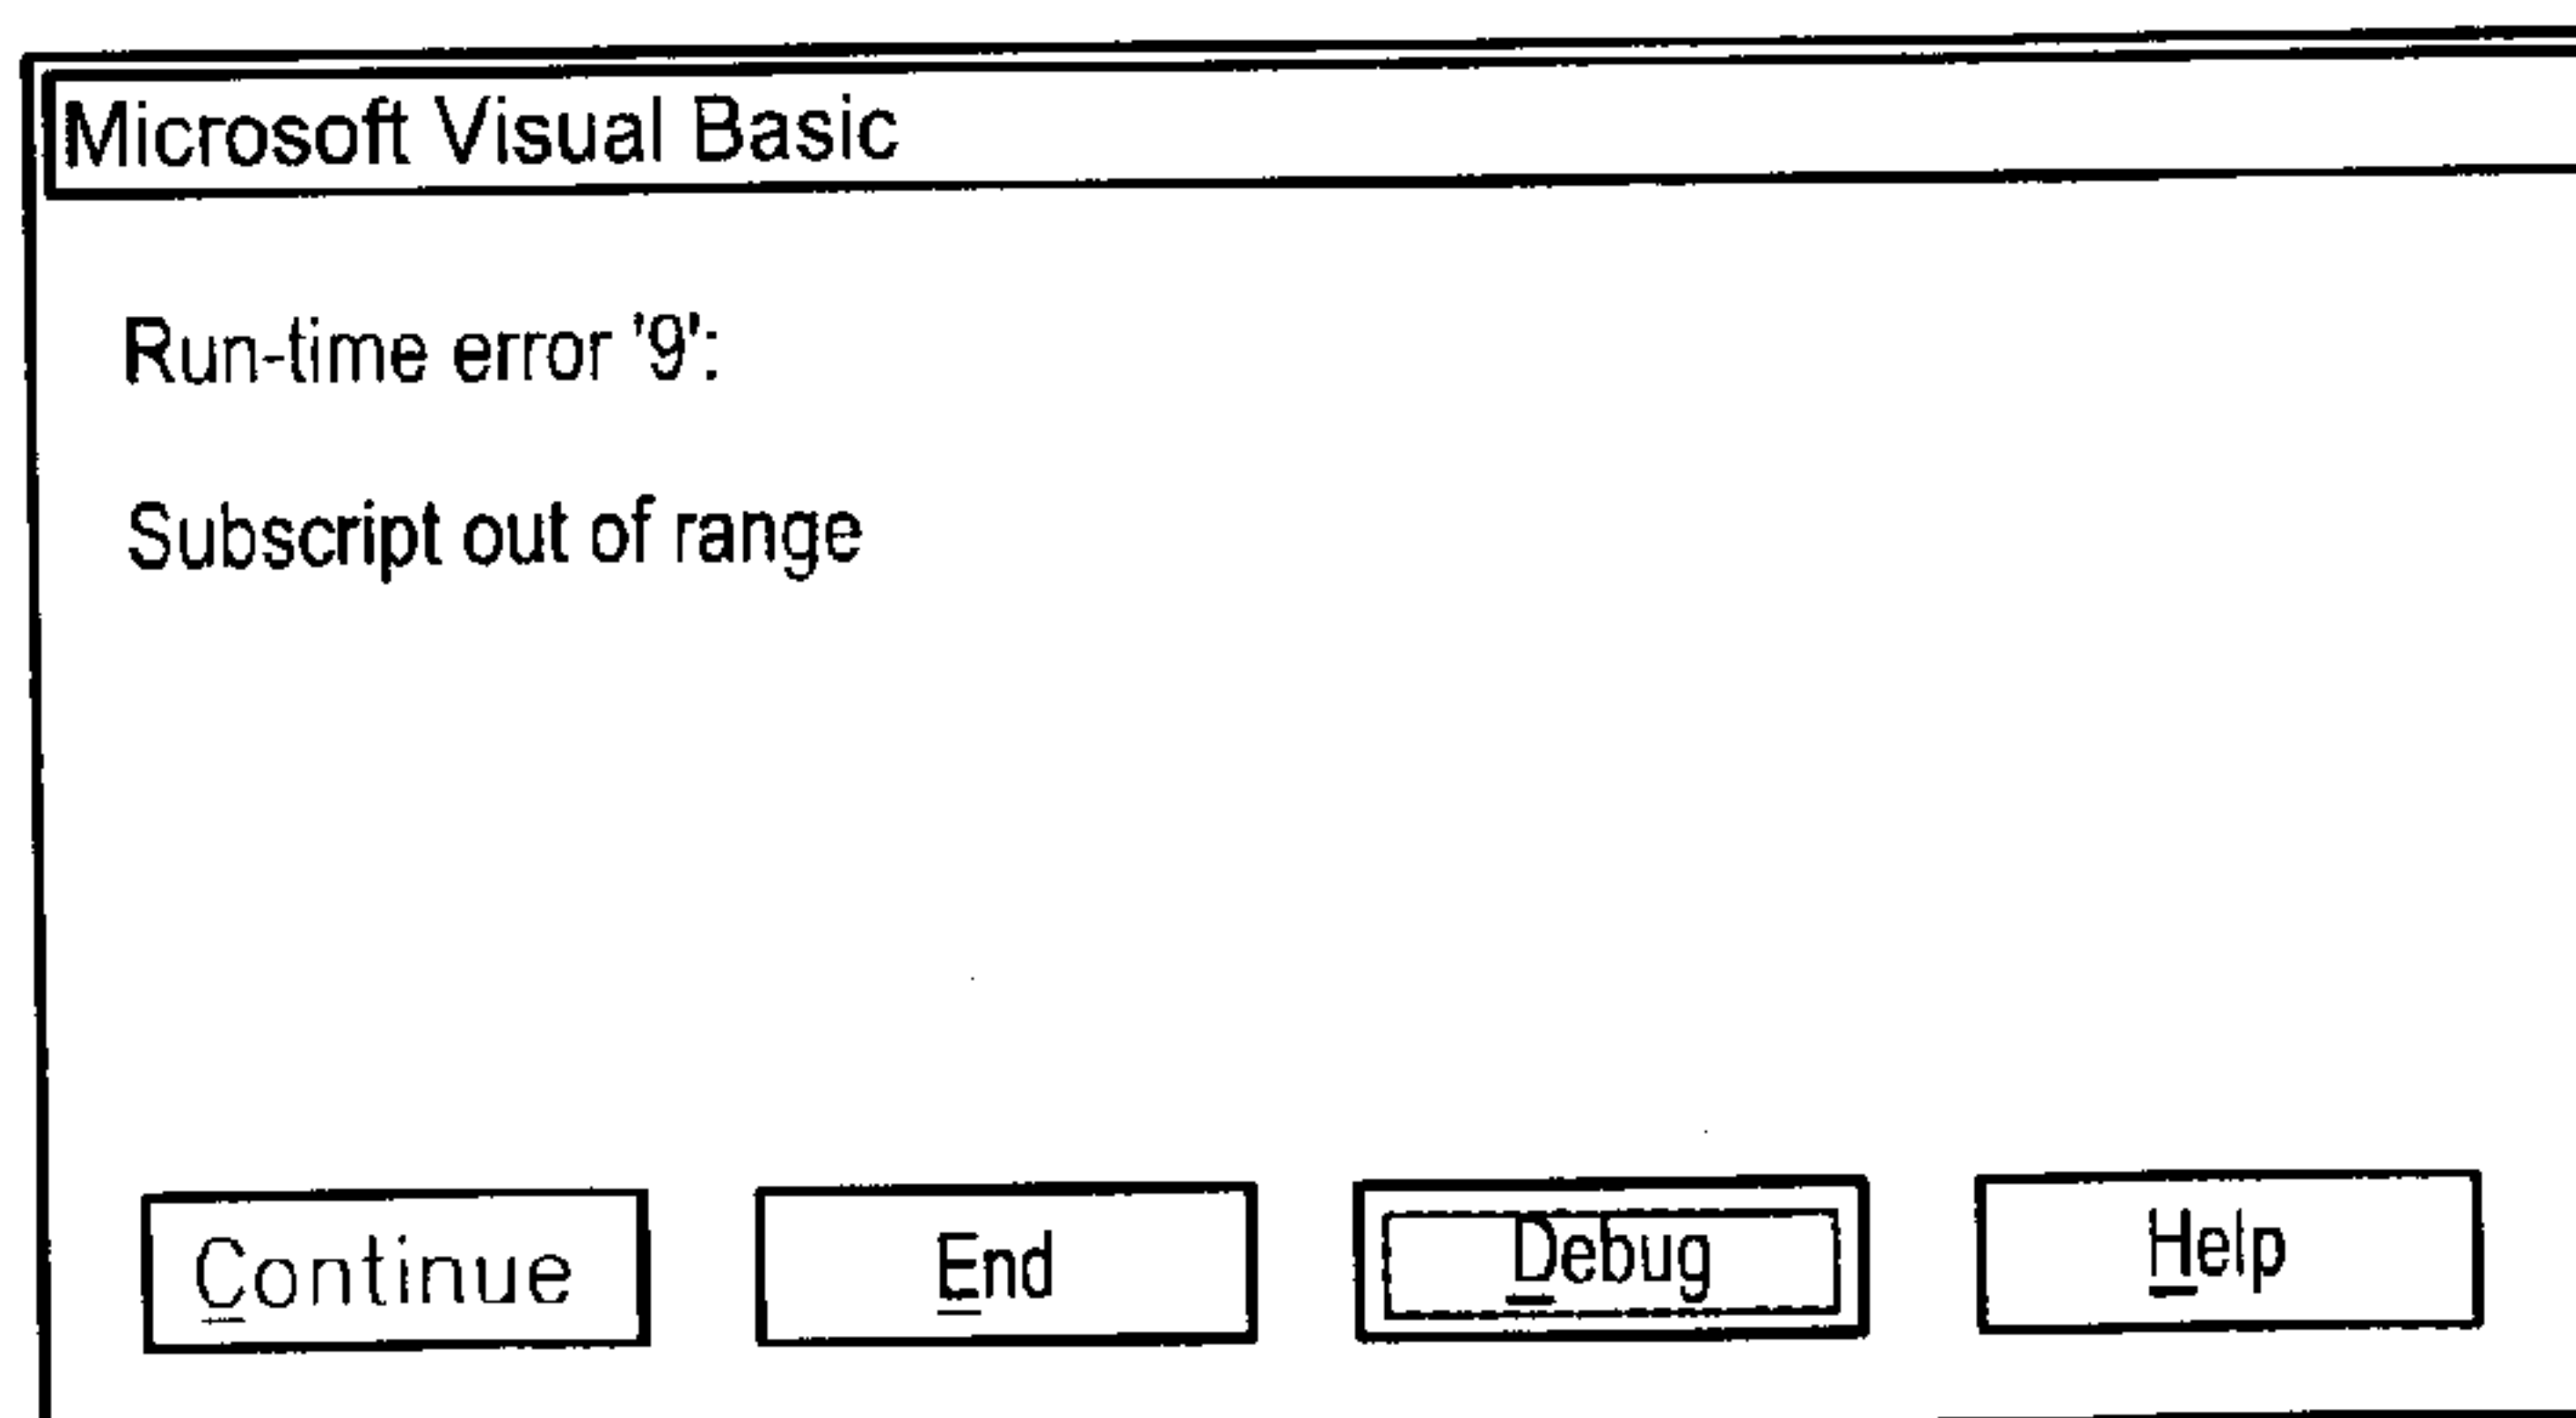 Microsoft Visual Basic
Run-time error '9':
Subscript out of range
Continue End Debug Help